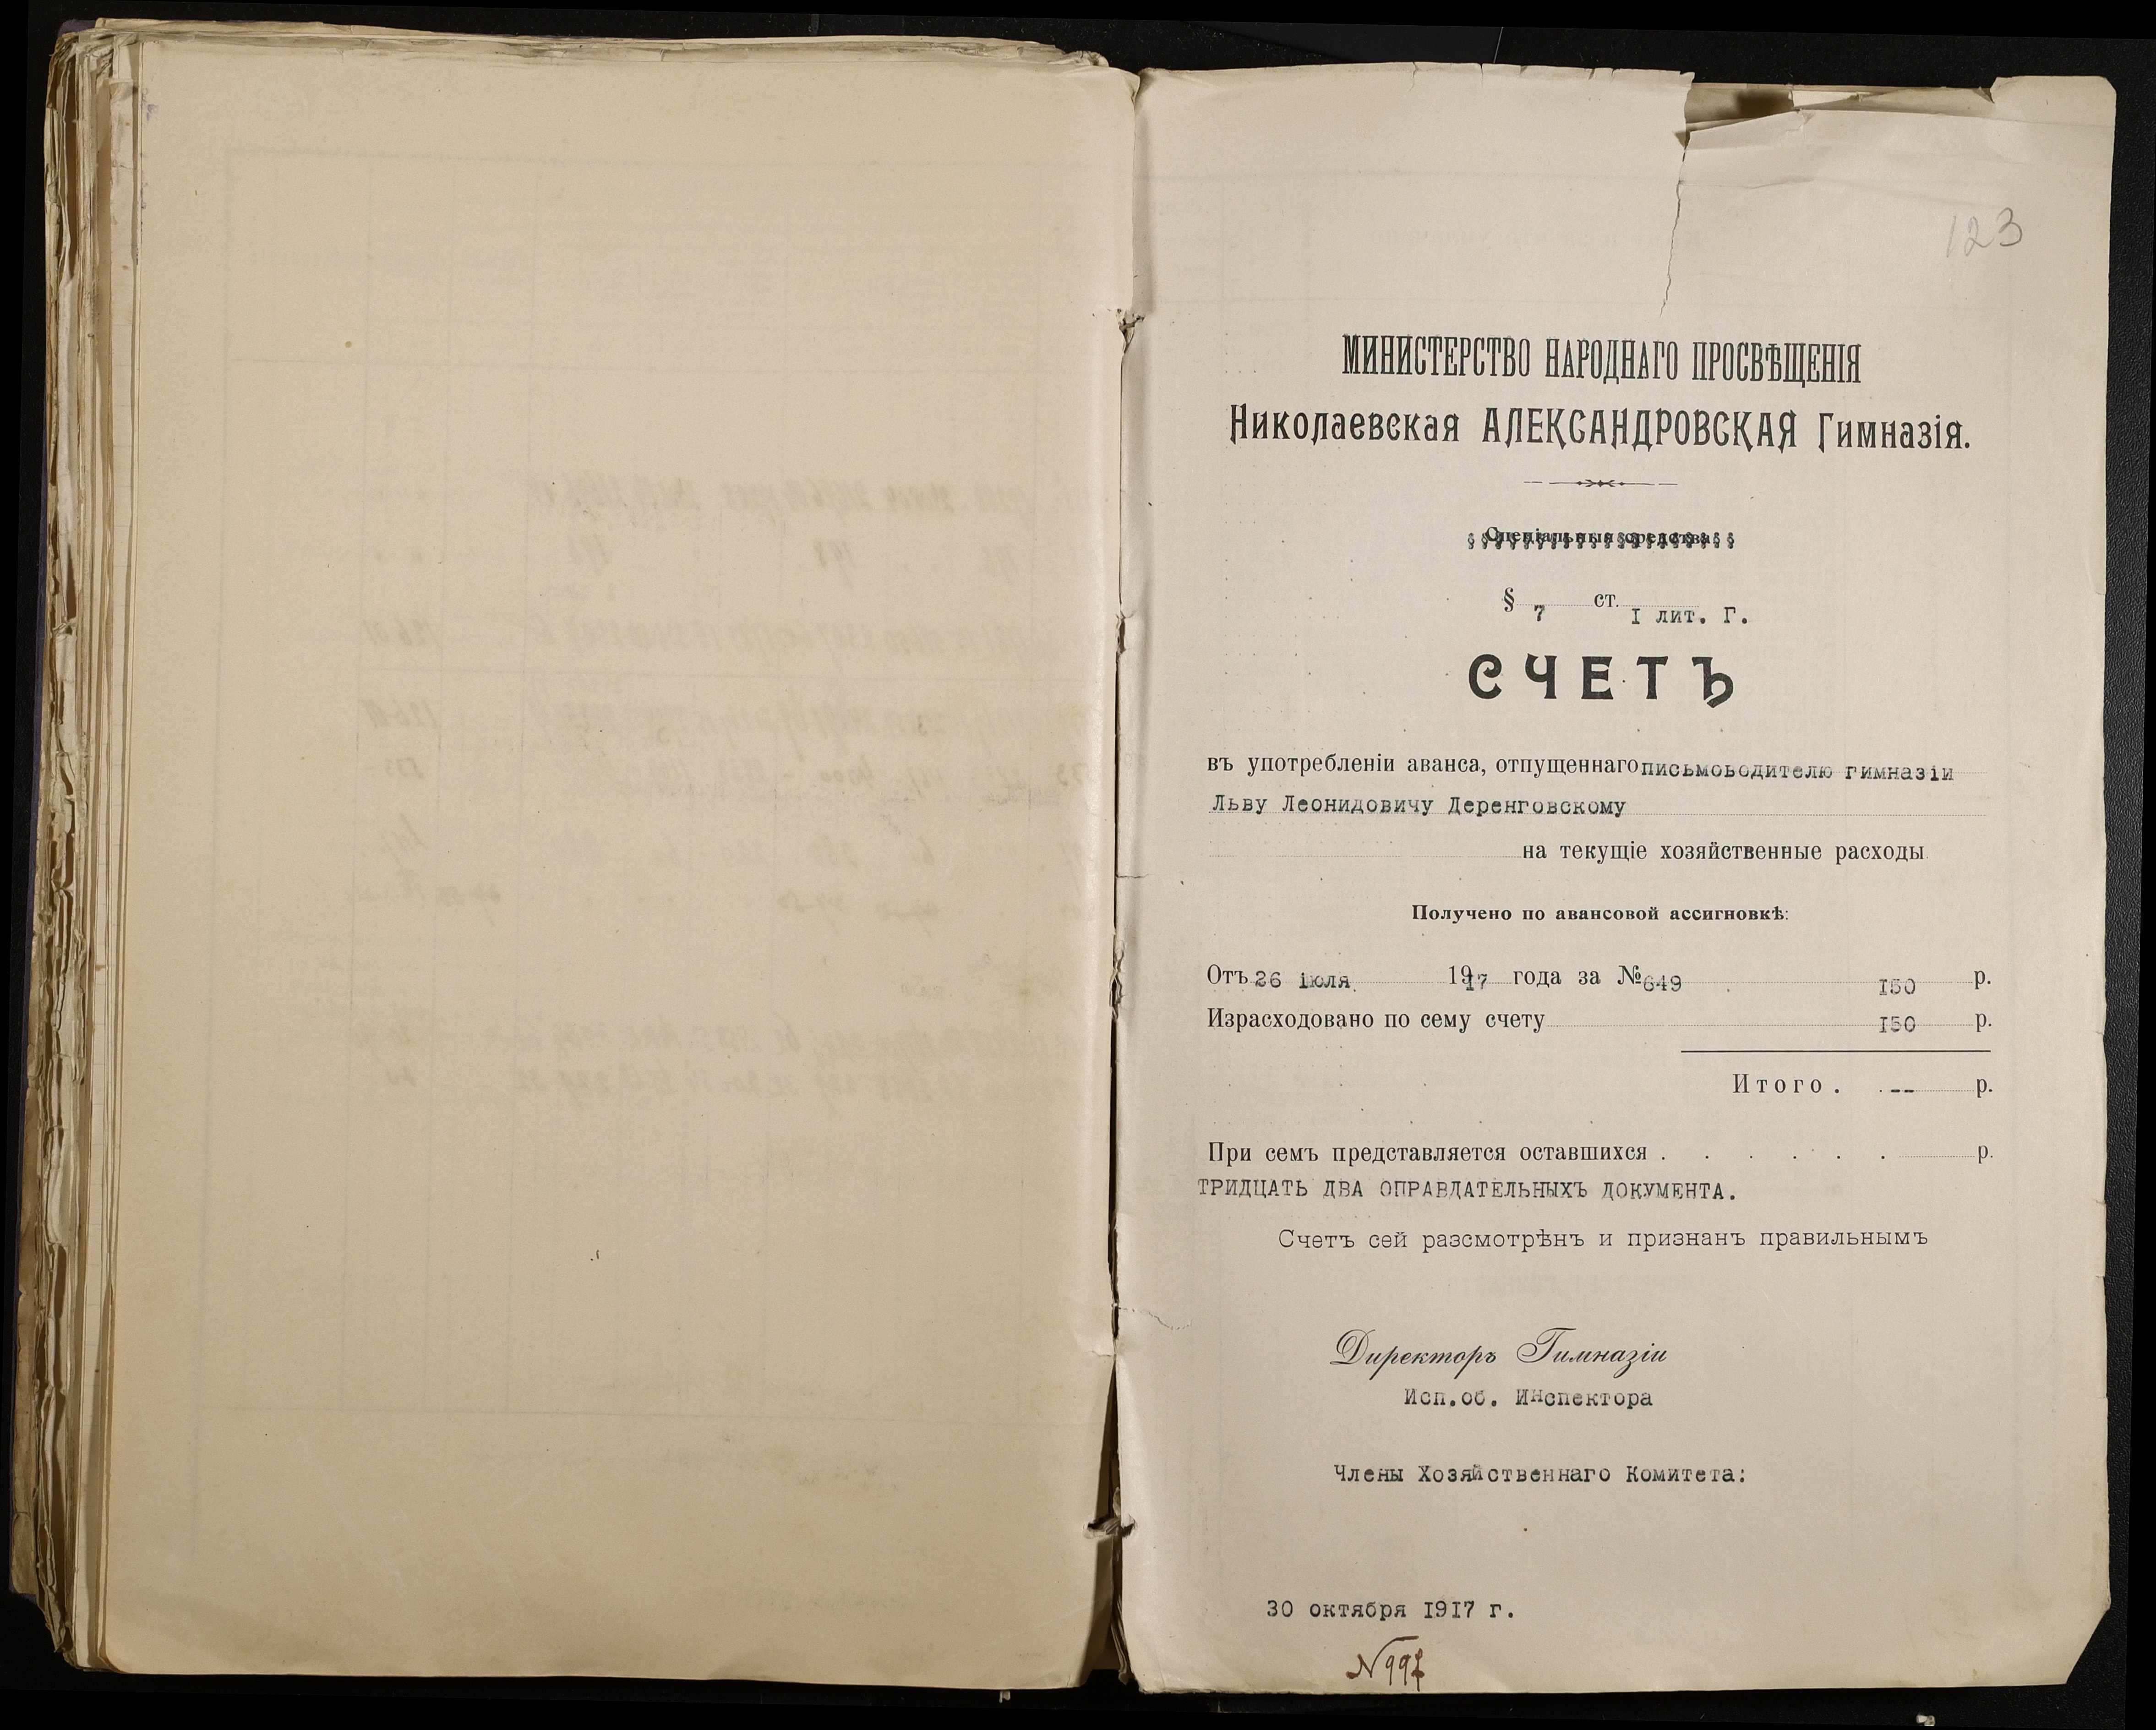 123
МИНИСТЕРСТВО НАРОДНАГО ПРОСВѢЩЕНІЯ
Николаевская АЛЕКСАНДРОВСКАЯ Гимназія.
Спеціальныя средства
§ 7 ст. I лит. Г.
СЧЕТЪ
въ употребленіи аванса, отпущеннаго письмоводителю гимназіи
Льву Леонидовичу Деренговскому
на текущіе хозяйственные расходы
Получено по авансовой ассигновкѣ:
Отъ 26 іюля 1917 года за № 649 150 р.
Израсходовано по сему счету 150 р.
Итого. -- р.
При семъ представляется оставшихся . . . . . . р.
ТРИДЦАТЬ ДВА ОПРАВДАТЕЛЬНЫХЪ ДОКУМЕНТА.
Счетъ сей разсмотрѣнъ и признанъ правильнымъ
Директоръ Гимназіи
Исп.об. Инспектора
Члены Хозяйственнаго Комитета:
30 октября 1917 г.